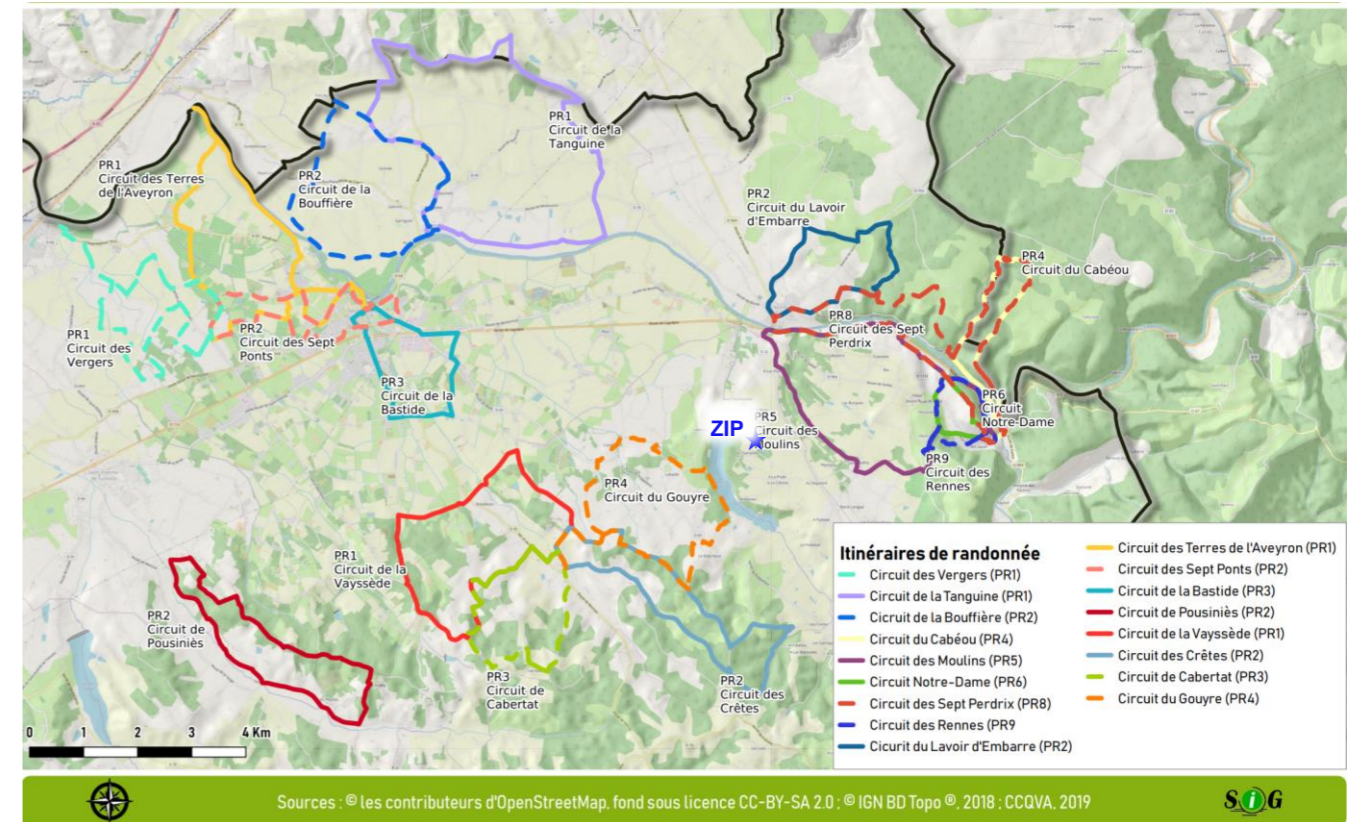 PR1
Circuit de la
Tanguine
PR1
Circuit des Terres
de l'Aveyron
PR2
Circuit de la
Bouffière
PR2
Circuit du Lavoir
d'Embarre
PR4
Circuit du Cabéou
PR1
Circuit des
Vergers
PR2
Circuit des Sept
Ponts
PR8
Circuit des Sept
Perdrix
PR3
Circuit de la
Bastide
PR6
Circuit
Notre-Dame
ZIP
PR5
Circuit des
Moulins
PR9
Circuit des
Rennes
PR4
Circuit du Gouyre
PR1
Circuit de la
Vayssède
PR2
Circuit de
Pousiniès
PR3
Circuit de
Cabertat
PR2
Circuit des
Crêtes
0 1 2 3 4 Km
Itinéraires de randonnée
Circuit des Vergers (PR1)
Circuit de la Tanguine (PR1)
Circuit de la Bouffière (PR2)
Circuit du Cabéou (PR4)
Circuit des Moulins (PR5)
Circuit Notre-Dame (PR6)
Circuit des Sept Perdrix (PR8)
Circuit des Rennes (PR9
Cicurit du Lavoir d'Embarre (PR2)
Circuit des Terres de l'Aveyron (PR1)
Circuit des Sept Ponts (PR2)
Circuit de la Bastide (PR3)
Circuit de Pousiniès (PR2)
Circuit de la Vayssède (PR1)
Circuit des Crêtes (PR2)
Circuit de Cabertat (PR3)
Circuit du Gouyre (PR4)
Sources : © les contributeurs d'OpenStreetMap, fond sous licence CC-BY-SA 2.0 ; © IGN BD Topo ®, 2018 ; CCQVA, 2019
SiG